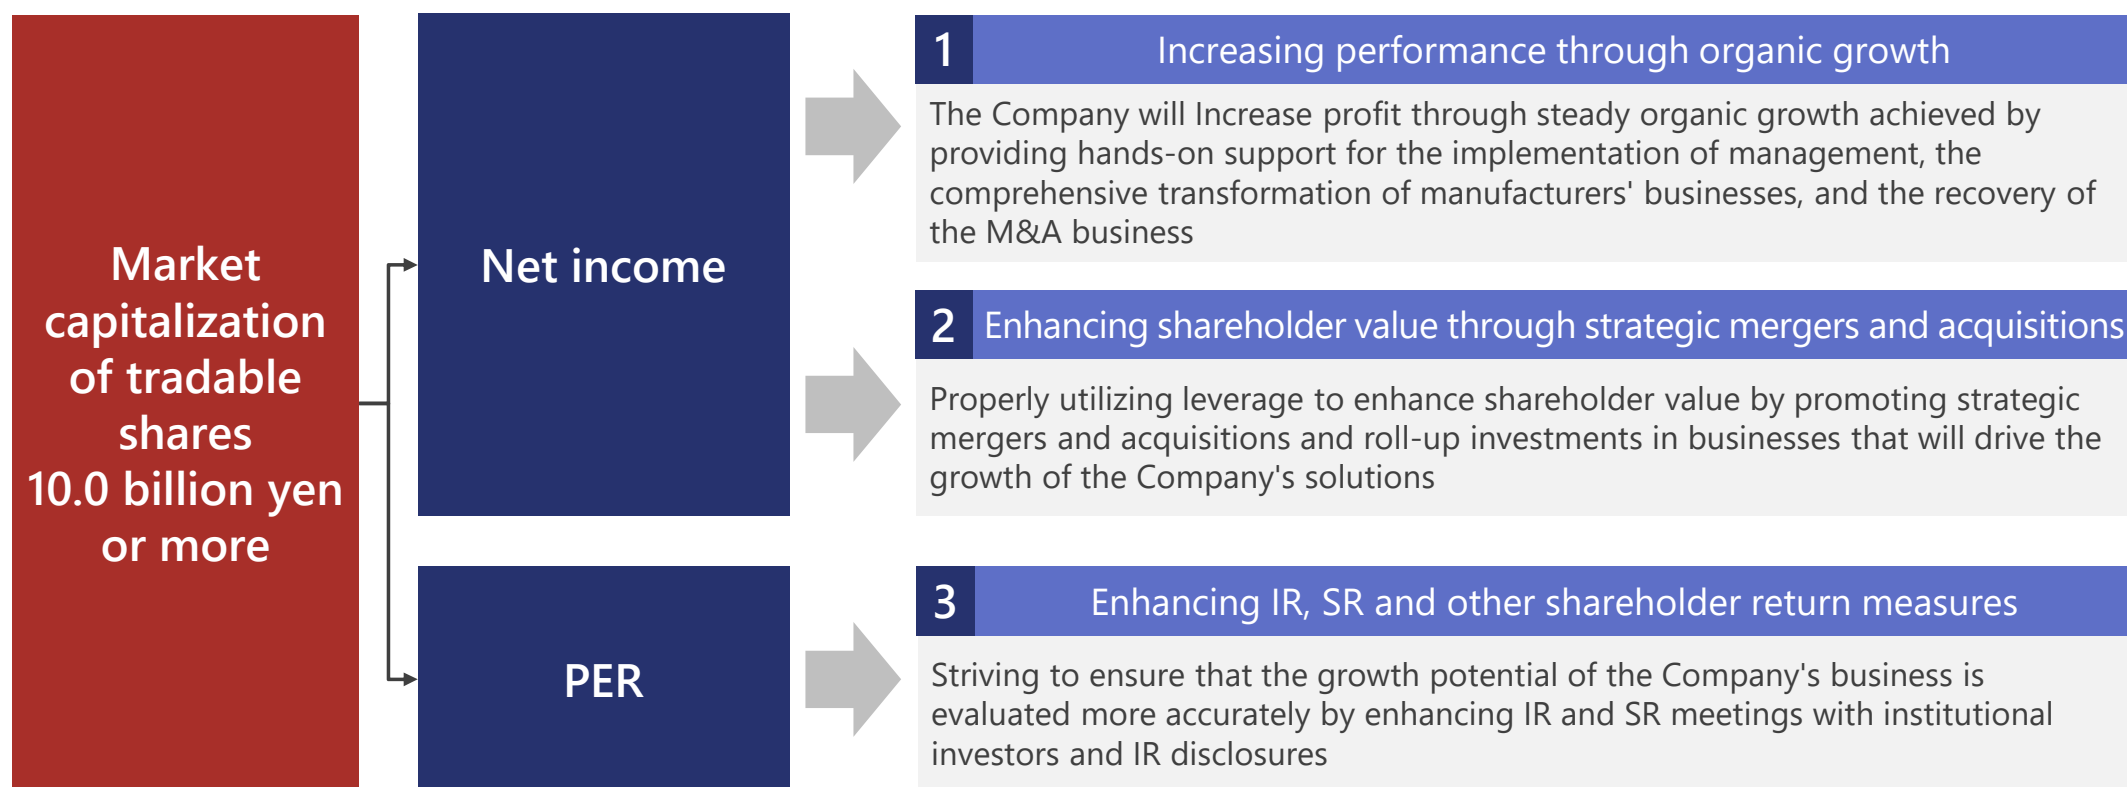 Market
capitalization
of tradable
shares
10.0 billion yen
or more
Net income
PER
1
Increasing performance through organic growth
The Company will Increase profit through steady organic growth achieved by
providing hands-on support for the implementation of management, the
comprehensive transformation of manufacturers' businesses, and the recovery of
the M&A business
2
Enhancing shareholder value through strategic mergers and acquisitions
Properly utilizing leverage to enhance shareholder value by promoting strategic
mergers and acquisitions and roll-up investments in businesses that will drive the
growth of the Company's solutions
3
Enhancing IR, SR and other shareholder return measures
Striving to ensure that the growth potential of the Company's business is
evaluated more accurately by enhancing IR and SR meetings with institutional
investors and IR disclosures